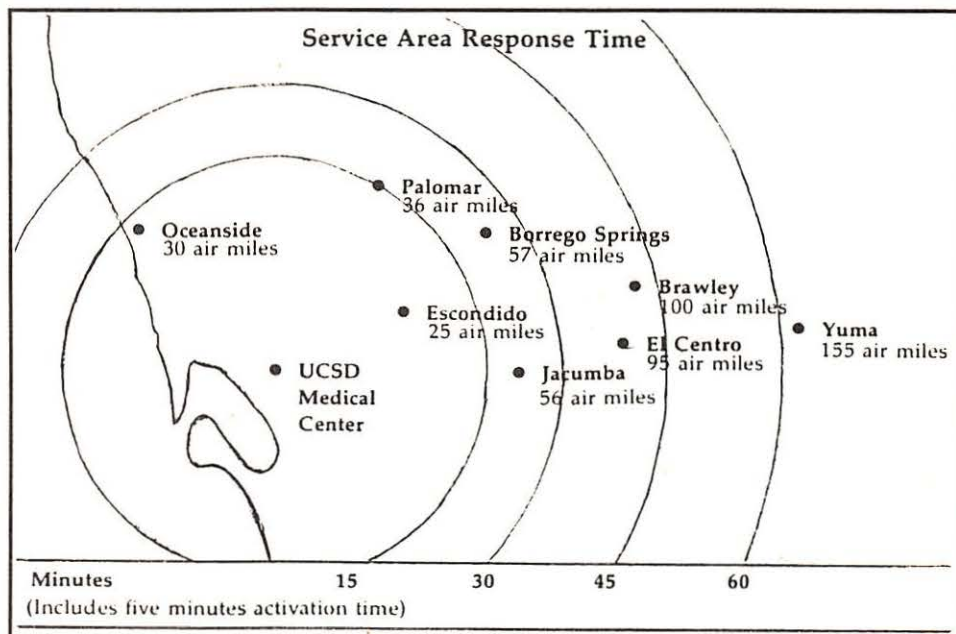 Service Area Response Time
Palomar
36 air miles
Oceanside
30 air miles
Borrego Springs
57 air miles
Brawley
100 air miles
Escondido
25 air miles
El Centro
95 air miles
Yuma
155 air miles
UCSD
Medical
Center
Jacumba
56 air miles
Minutes 15 30 45 60
(Includes five minutes activation time)